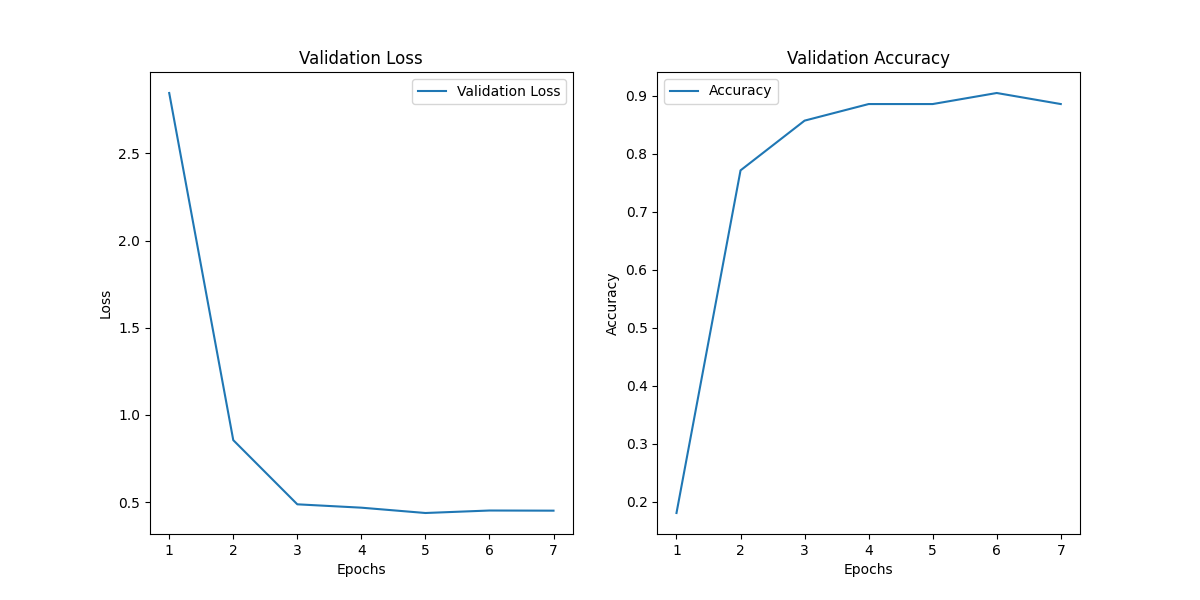 Validation Loss
Validation Loss
2.5
2.0
1.5
1.0
0.5
Loss
1 2 3 4 5 6 7
Epochs
Validation Accuracy
Accuracy
0.9
0.8
0.7
0.6
0.5
0.4
0.3
0.2
Accuracy
1 2 3 4 5 6 7
Epochs